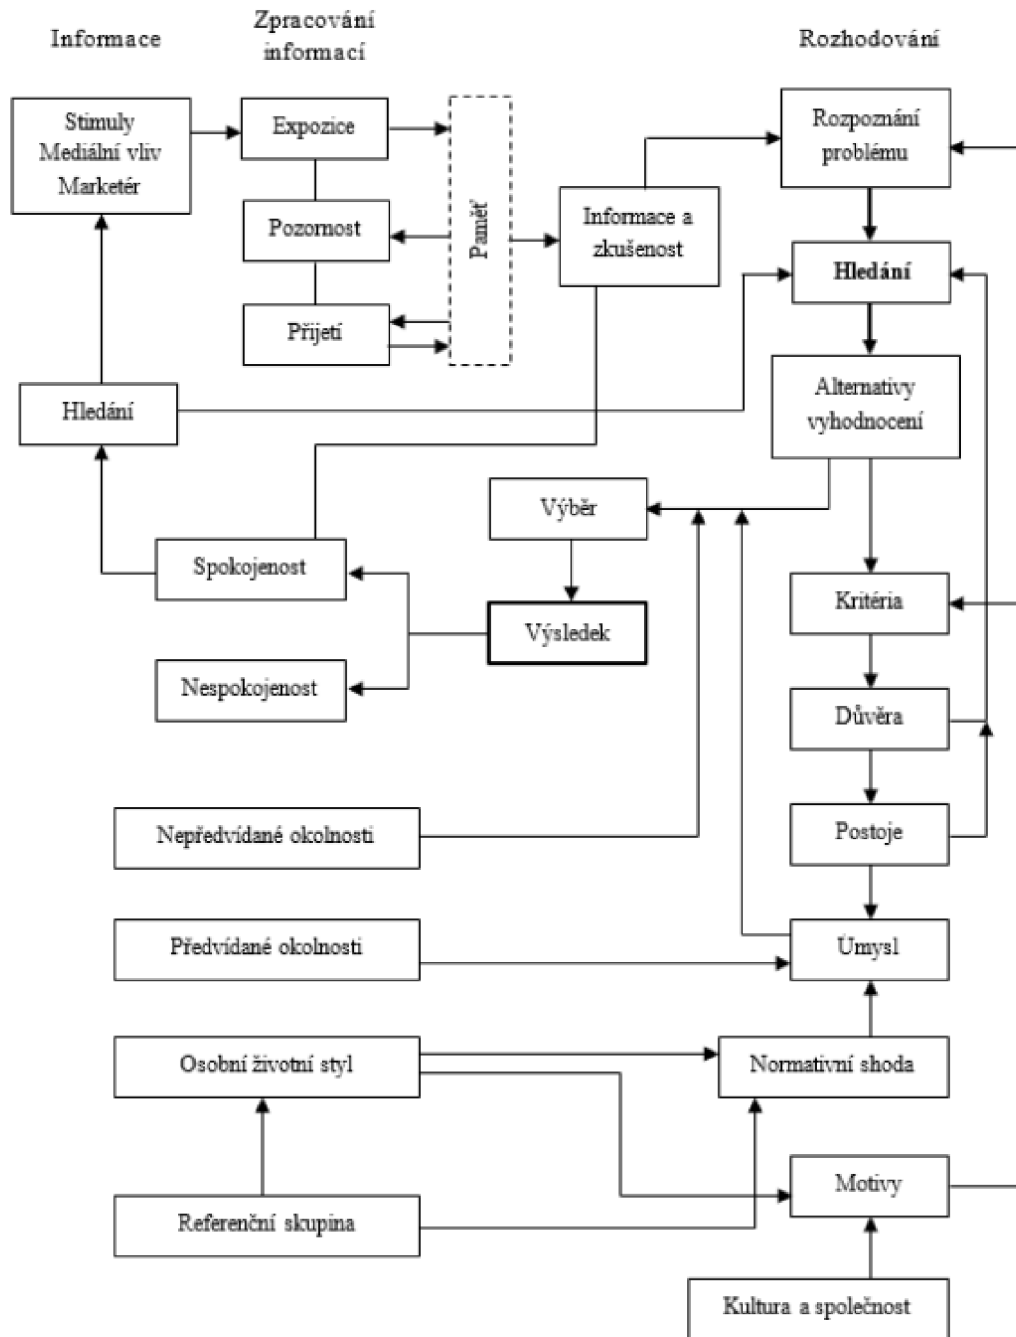 Informace
Zpracování
informací
Rozhodování
Stimuly
Mediální vliv
Marketér
Expozice
Pozornost
Přijetí
Paměť
Informace a
zkušenost
Rozpoznání
problému
Hledání
Alternativy
vyhodnocení
Hledání
Výběr
Spokojenost
Výsledek
Nespokojenost
Kritéria
Důvěra
Nepředvídané okolnosti
Postoje
Předvídané okolnosti
Úmysl
Osobní životní styl
Normativní shoda
Motivy
Referenční skupina
Kultura a společnost